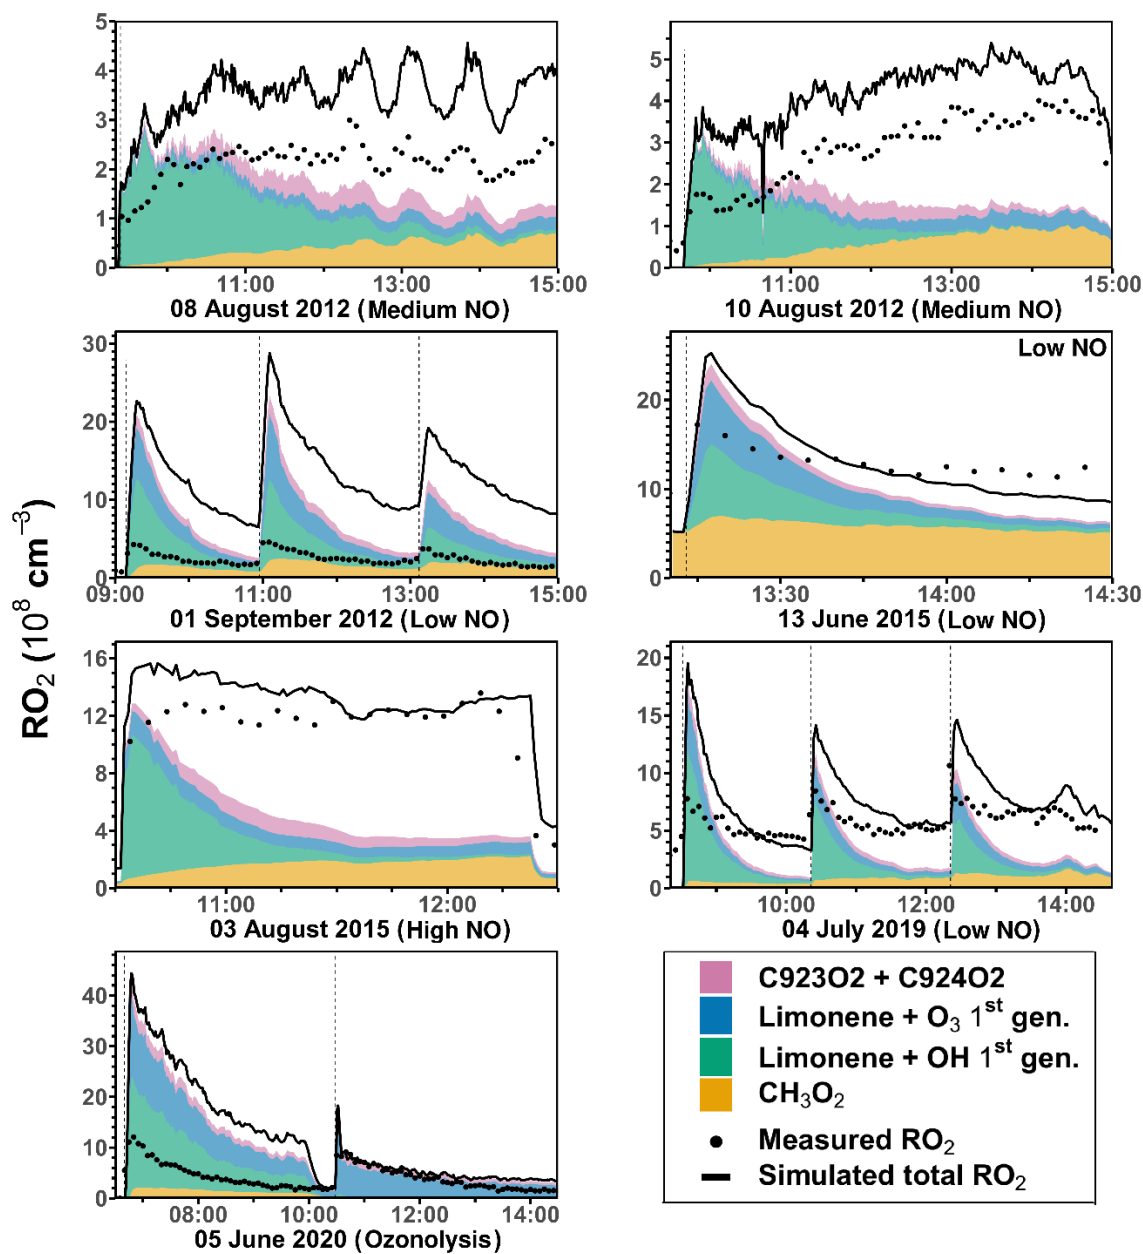 RO₂ (10⁸ cm⁻³)
5
4
3
2
1
0
11:00 13:00 15:00
08 August 2012 (Medium NO)
5
4
3
2
1
0
11:00 13:00 15:00
10 August 2012 (Medium NO)
30
20
10
0
09:00 11:00 13:00 15:00
01 September 2012 (Low NO)
Low NO
20
10
0
13:30 14:00 14:30
13 June 2015 (Low NO)
16
12
8
4
0
11:00 12:00
03 August 2015 (High NO)
20
15
10
5
0
10:00 12:00 14:00
04 July 2019 (Low NO)
40
30
20
10
0
08:00 10:00 12:00 14:00
05 June 2020 (Ozonolysis)
C923O2 + C924O2
Limonene + O₃ 1ˢᵗ gen.
Limonene + OH 1ˢᵗ gen.
CH₃O₂
Measured RO₂
Simulated total RO₂